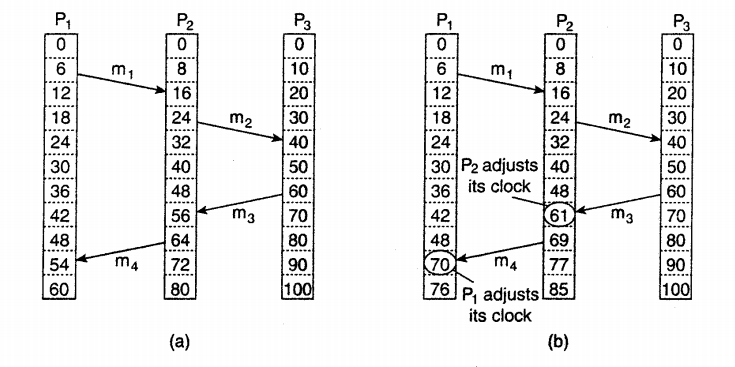 P1 P2 P3 P1 P2 P3
0 0 0 0 0 0
6 8 10 6 8 10
m1 m1
12 16 20 12 16 20
18 24 30 18 24 30
m2 m2
24 32 40 24 32 40
30 40 50 30 P2 adjusts 40 50
36 48 60 36 its clock 48 60
42 56 m3 70 42 61 m3 70
48 64 80 48 69 80
54 m4 72 90 70 m4 77 90
60 80 100 76 P1 adjusts 85 100
its clock
(a) (b)